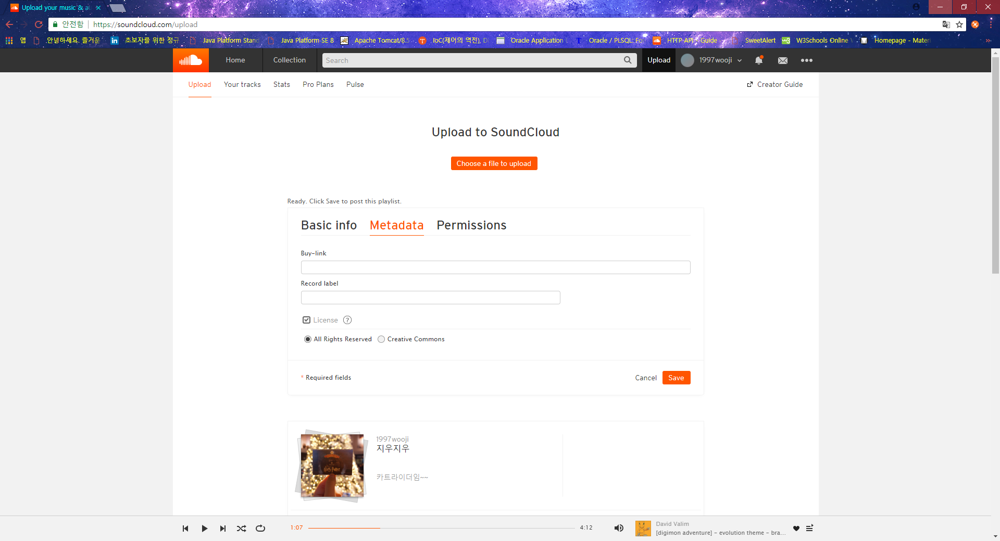 Upload your music & a
안전함 https://soundcloud.com/upload
앱 안녕하세요. 즐거운 초보자를 위한 정규 Java Platform Stand Java Platform SE 8 Apache Tomcat/8.5 IoC(제어의 역전), D Oracle Application Oracle / PLSQL: HTTP API - Guide SweetAlert W3Schools Online Homepage - Materi
Home Collection Search Upload 1997wooji
Upload Your tracks Stats Pro Plans Pulse Creator Guide
Upload to SoundCloud
Choose a file to upload
Ready. Click Save to post this playlist.
Basic info Metadata Permissions
Buy-link
Record label
License ?
All Rights Reserved Creative Commons
* Required fields Cancel Save
1997wooji
지우지우
Harry Potter
카트라이더임~~
1:07 4:12
David Valim
[digimon adventure] - evolution theme - bra...